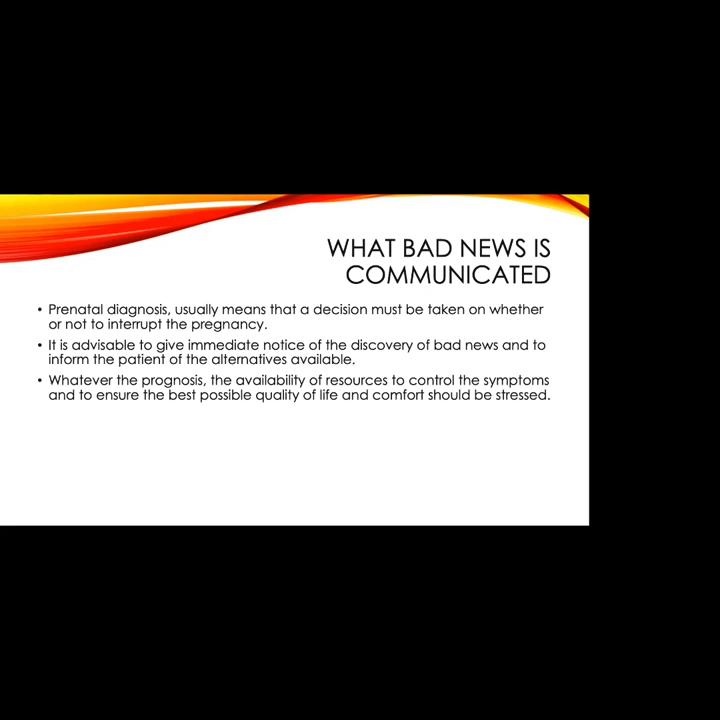 WHAT BAD NEWS IS
COMMUNICATED
• Prenatal diagnosis, usually means that a decision must be taken on whether
or not to interrupt the pregnancy.
• It is advisable to give immediate notice of the discovery of bad news and to
inform the patient of the alternatives available.
• Whatever the prognosis, the availability of resources to control the symptoms
and to ensure the best possible quality of life and comfort should be stressed.